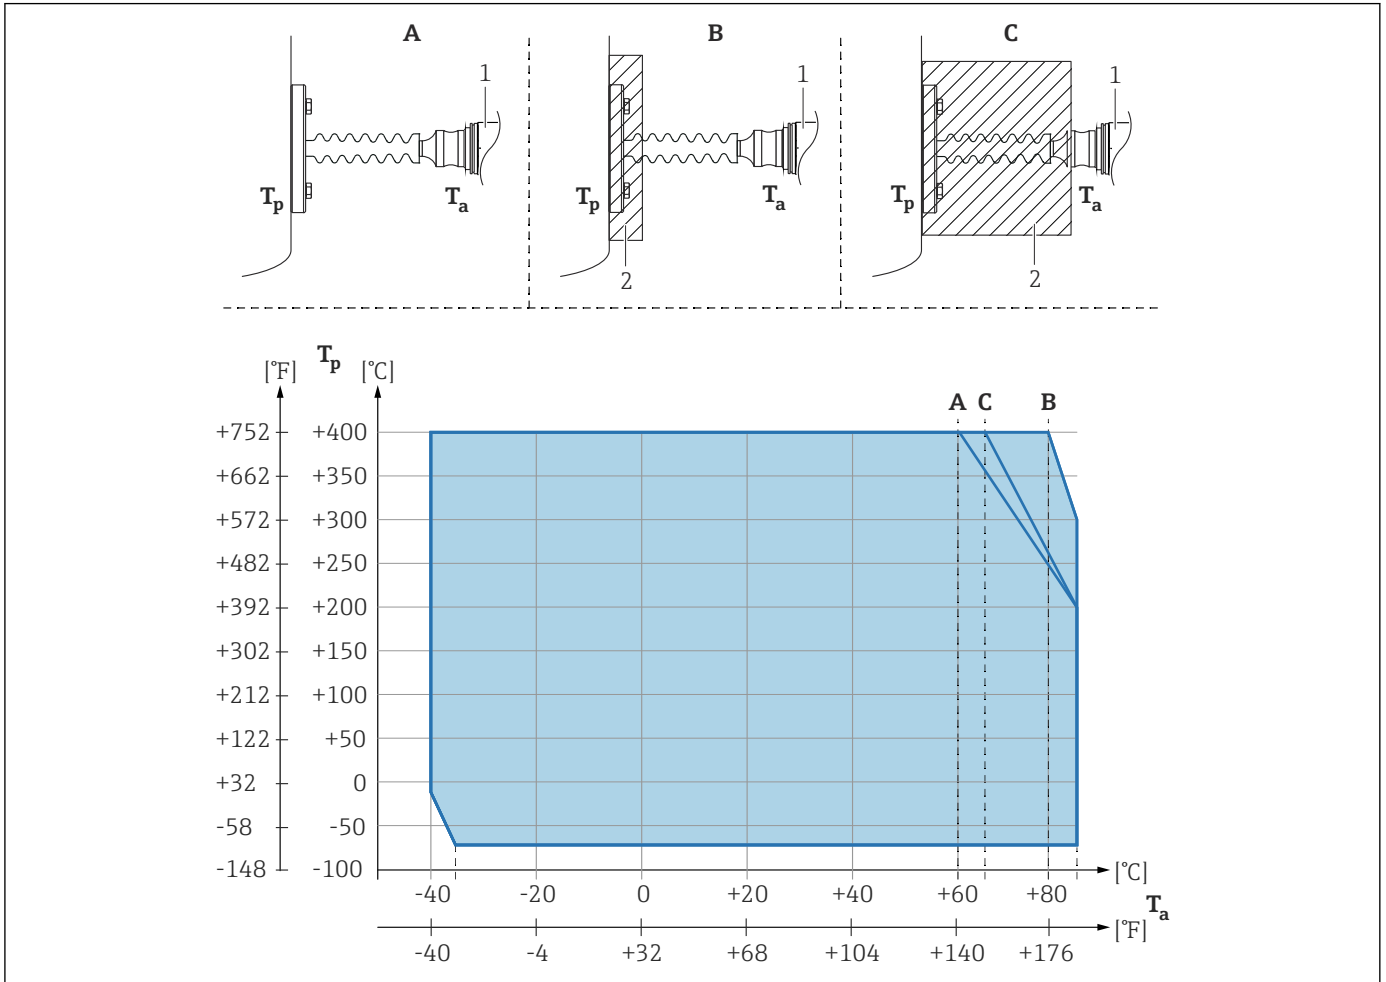 A B C
1 1 1
Tp Ta Tp Ta Tp Ta
2 2
[°F] Tp [°C]
A C B
+752 +400
+662 +350
+572 +300
+482 +250
+392 +200
+302 +150
+212 +100
+122 +50
+32 0
-58 -50
-148 -100
[°C]
-40 -20 0 +20 +40 +60 +80 Ta
[°F]
-40 -4 +32 +68 +104 +140 +176